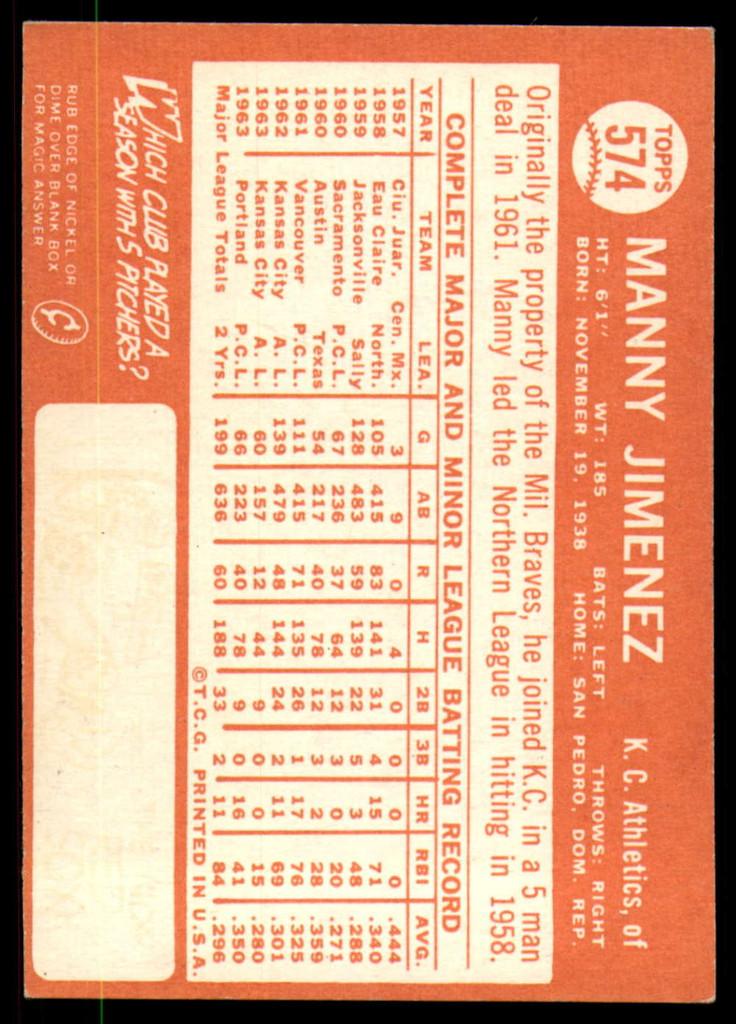 TOPPS
574
MANNY JIMENEZ K. C. Athletics, of
HT: 6'1" WT: 185 BATS: LEFT THROWS: RIGHT
BORN: NOVEMBER 19, 1938 HOME: SAN PEDRO, DOM. REP.
Originally the property of the Mil. Braves, he joined K.C. in a 5 man
deal in 1961. Manny led the Northern League in hitting in 1958.
COMPLETE MAJOR AND MINOR LEAGUE BATTING RECORD
YEAR TEAM LEA. G AB R H 2B 3B HR RBI AVG.
1957 Ciu. Juar. Cen. Mx. 3 9 0 4 0 0 0 0 .444
1958 Eau Claire North. 105 415 83 141 31 4 15 71 .340
1959 Jacksonville Sally 128 483 59 139 22 5 3 48 .288
1960 Sacramento P.C.L. 67 236 37 64 12 3 0 20 .271
1960 Austin Texas 54 217 40 78 12 3 2 28 .359
1961 Vancouver P.C.L. 111 415 71 135 26 1 17 76 .325
1962 Kansas City A. L. 139 479 48 144 24 2 11 69 .301
1963 Kansas City A. L. 60 157 12 44 9 0 0 15 .280
1963 Portland P.C.L. 66 223 40 78 9 0 16 41 .350
Major League Totals 2 Yrs. 199 636 60 188 33 2 11 84 .296
©T.C.G. PRINTED IN U.S.A.
WHICH CLUB PLAYED A
SEASON WITH 5 PITCHERS?
RUB EDGE OF NICKEL OR
DIME OVER BLANK BOX
FOR MAGIC ANSWER